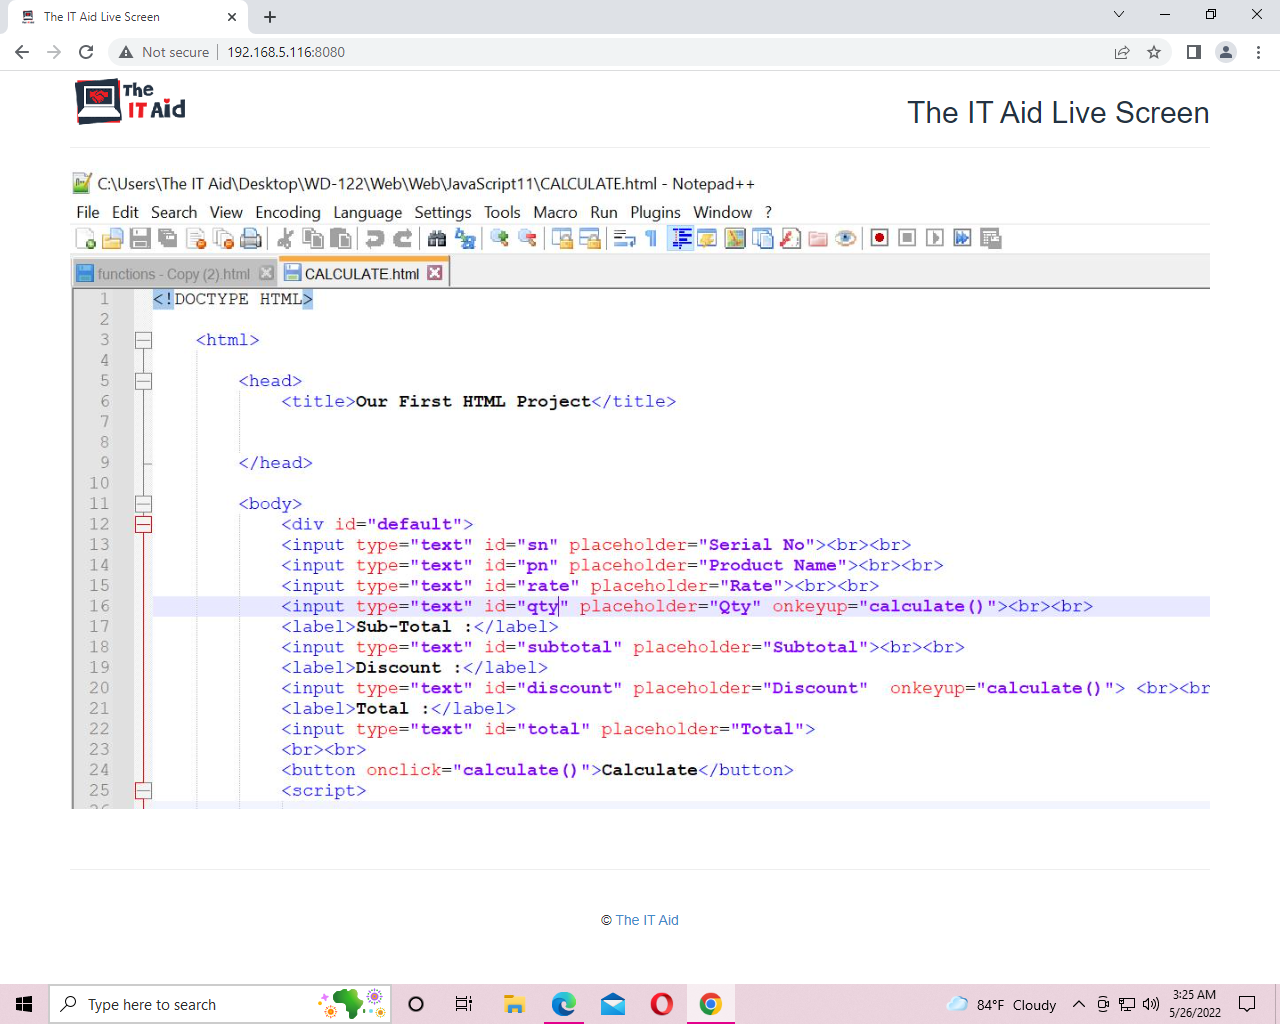 The IT Aid Live Screen
Not secure
192.168.5.116:8080
The
IT Aid
The IT Aid Live Screen
C:\Users\The IT Aid\Desktop\WD-122\Web\Web\JavaScript11\CALCULATE.html - Notepad++
File Edit Search View Encoding Language Settings Tools Macro Run Plugins Window ?
functions - Copy (2).html CALCULATE.html
1 <!DOCTYPE HTML>
2
3 <html>
4
5 <head>
6 <title>Our First HTML Project</title>
7
8
9 </head>
10
11 <body>
12 <div id="default">
13 <input type="text" id="sn" placeholder="Serial No"><br><br>
14 <input type="text" id="pn" placeholder="Product Name"><br><br>
15 <input type="text" id="rate" placeholder="Rate"><br><br>
16 <input type="text" id="qty" placeholder="Qty" onkeyup="calculate()"><br><br>
17 <label>Sub-Total :</label>
18 <input type="text" id="subtotal" placeholder="Subtotal"><br><br>
19 <label>Discount :</label>
20 <input type="text" id="discount" placeholder="Discount"  onkeyup="calculate()"> <br><br
21 <label>Total :</label>
22 <input type="text" id="total" placeholder="Total">
23 <br><br>
24 <button onclick="calculate()">Calculate</button>
25 <script>
© The IT Aid
Type here to search
84°F Cloudy
3:25 AM
5/26/2022